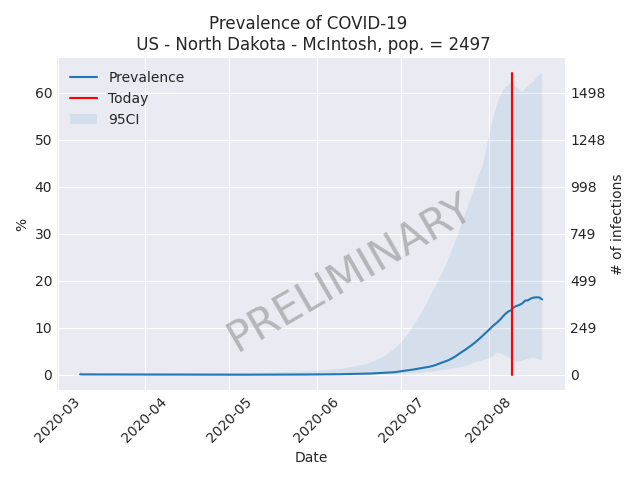 Prevalence of COVID-19
US - North Dakota - McIntosh, pop. = 2497
Prevalence
Today
95CI
60
50
40
30
20
10
0
%
1498
1248
998
749
499
249
0
# of infections
PRELIMINARY
2020-03
2020-04
2020-05
2020-06
2020-07
2020-08
Date